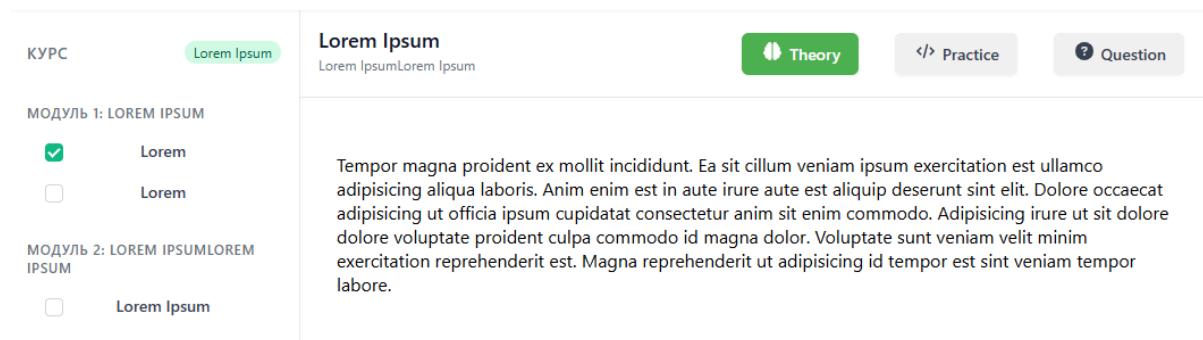 КУРС
Lorem Ipsum
МОДУЛЬ 1: LOREM IPSUM
Lorem
Lorem
МОДУЛЬ 2: LOREM IPSUMLOREM
IPSUM
Lorem Ipsum
Lorem Ipsum
Lorem IpsumLorem Ipsum
Theory
</> Practice
? Question
Tempor magna proident ex mollit incididunt. Ea sit cillum veniam ipsum exercitation est ullamco
adipisicing aliqua laboris. Anim enim est in aute irure aute est aliquip deserunt sint elit. Dolore occaecat
adipisicing ut officia ipsum cupidatat consectetur anim sit enim commodo. Adipisicing irure ut sit dolore
dolore voluptate proident culpa commodo id magna dolor. Voluptate sunt veniam velit minim
exercitation reprehenderit est. Magna reprehenderit ut adipisicing id tempor est sint veniam tempor
labore.